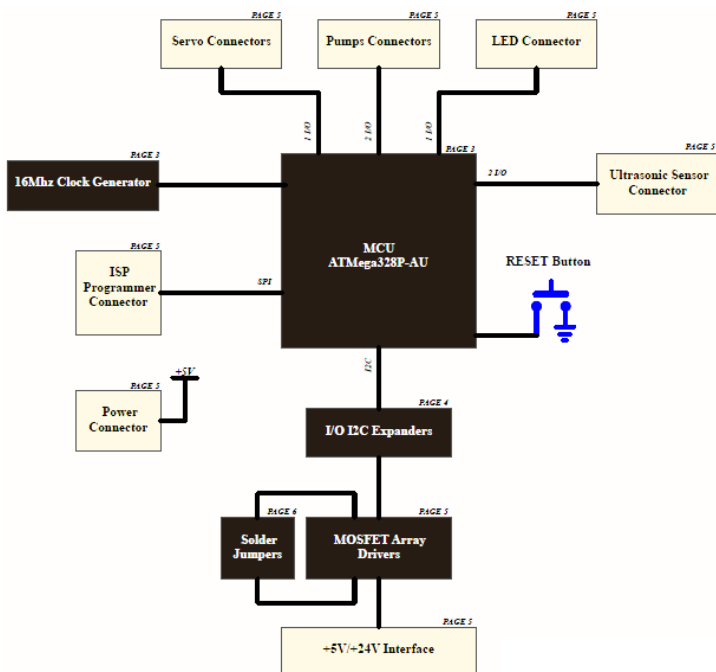 PAGE 5
Servo Connectors
PAGE 5
Pumps Connectors
PAGE 5
LED Connector
1 I/O
2 I/O
1 I/O
PAGE 3
16Mhz Clock Generator
PAGE 3
MCU
ATMega328P-AU
2 I/O
PAGE 5
Ultrasonic Sensor
Connector
PAGE 5
ISP
Programmer
Connector
SPI
RESET Button
+5V
PAGE 5
Power
Connector
I2C
PAGE 4
I/O I2C Expanders
PAGE 6
Solder
Jumpers
PAGE 5
MOSFET Array
Drivers
PAGE 5
+5V/+24V Interface